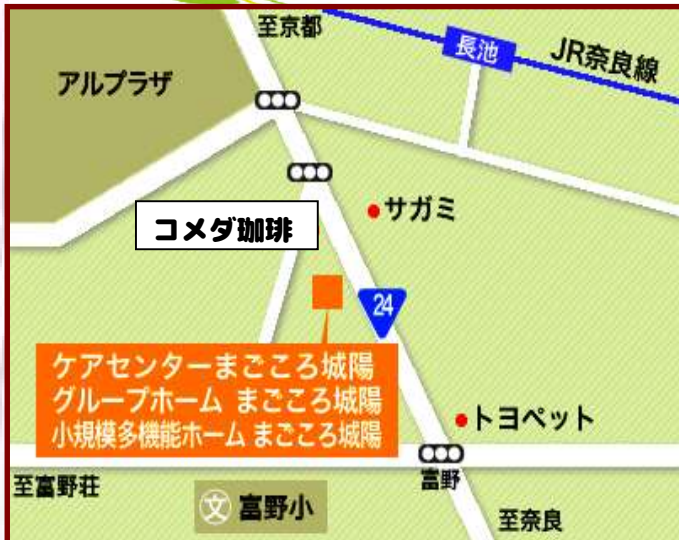 至京都
長池
JR奈良線
アルプラザ
サガミ
コメダ珈琲
24
ケアセンターまごころ城陽
グループホーム まごころ城陽
小規模多機能ホーム まごころ城陽
トヨペット
富野
至富野荘
文 富野小
至奈良